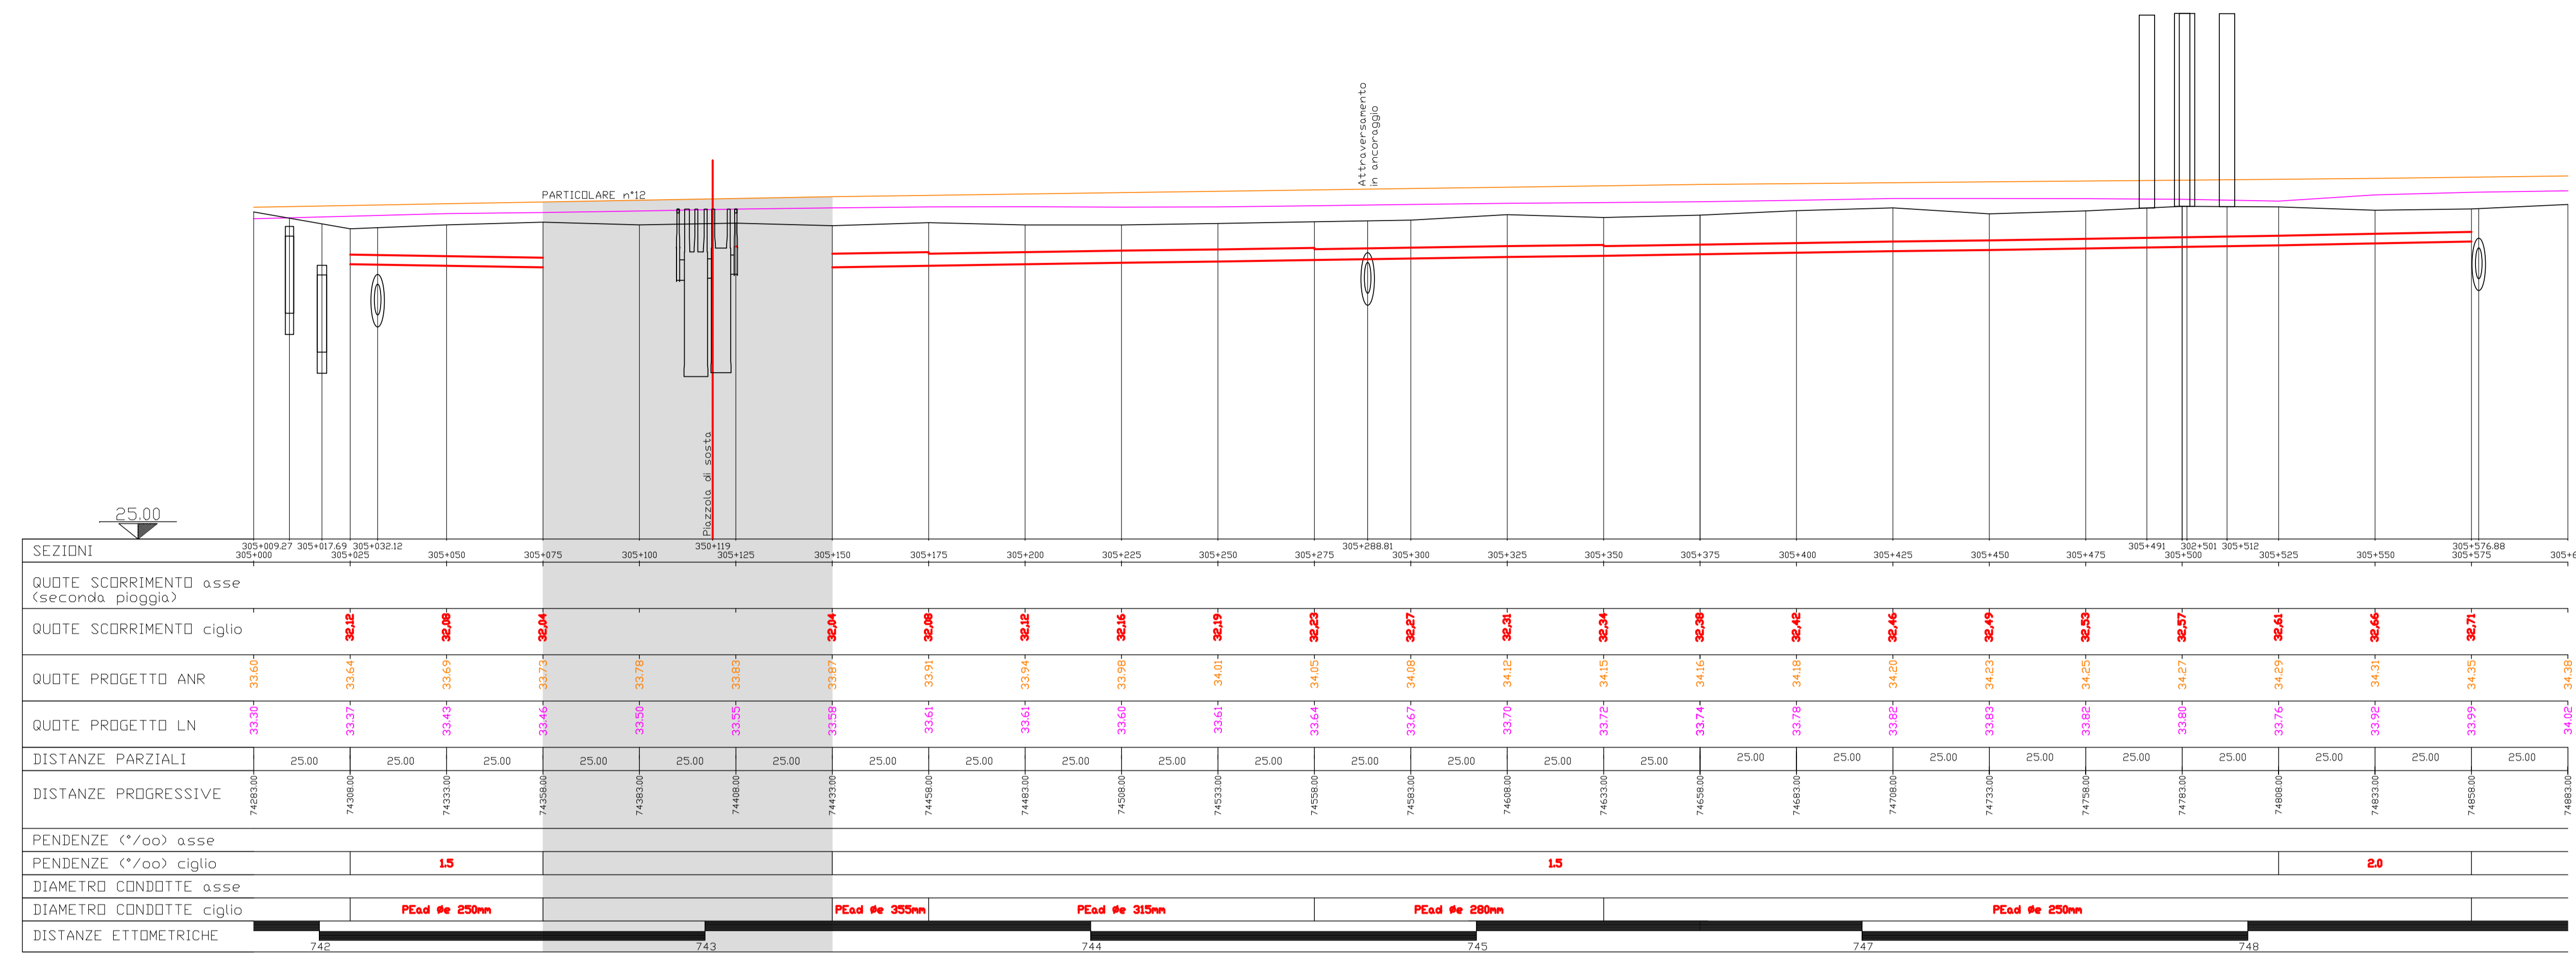 Attraversamento
in ancoraggio
PARTICOLARE n°12
Piazzola di sosta
25.00
SEZIONI
305+009.27 305+017.69 305+032.12 350+119 305+288.81 305+491 302+501 305+512 305+576.88
305+000 305+025 305+050 305+075 305+100 305+125 305+150 305+175 305+200 305+225 305+250 305+275 305+300 305+325 305+350 305+375 305+400 305+425 305+450 305+475 305+500 305+525 305+550 305+575
QUOTE SCORRIMENTO asse
(seconda pioggia)
QUOTE SCORRIMENTO ciglio 32,12 32,08 32,04 32,04 32,08 32,12 32,16 32,19 32,23 32,27 32,31 32,34 32,38 32,42 32,46 32,49 32,53 32,57 32,61 32,66 32,71
QUOTE PROGETTO ANR 33.60 33.64 33.69 33.73 33.78 33.83 33.87 33.91 33.94 33.98 34.01 34.05 34.08 34.12 34.15 34.16 34.18 34.20 34.23 34.25 34.27 34.29 34.31 34.35 34.38
QUOTE PROGETTO LN 33.30 33.37 33.43 33.46 33.50 33.55 33.58 33.61 33.61 33.60 33.61 33.64 33.67 33.70 33.72 33.74 33.78 33.82 33.83 33.82 33.80 33.76 33.92 33.99 34.02
DISTANZE PARZIALI 25.00 25.00 25.00 25.00 25.00 25.00 25.00 25.00 25.00 25.00 25.00 25.00 25.00 25.00 25.00 25.00 25.00 25.00 25.00 25.00 25.00 25.00 25.00 25.00
DISTANZE PROGRESSIVE 74283.00 74308.00 74333.00 74358.00 74383.00 74408.00 74433.00 74458.00 74483.00 74508.00 74533.00 74558.00 74583.00 74608.00 74633.00 74658.00 74683.00 74708.00 74733.00 74758.00 74783.00 74808.00 74833.00 74858.00 74883.00
PENDENZE (°/oo) asse
PENDENZE (°/oo) ciglio 1.5 1.5 2.0
DIAMETRO CONDOTTE asse
DIAMETRO CONDOTTE ciglio PEad Øe 250mm PEad Øe 355mm PEad Øe 315mm PEad Øe 280mm PEad Øe 250mm
DISTANZE ETTOMETRICHE
742 743 744 745 747 748